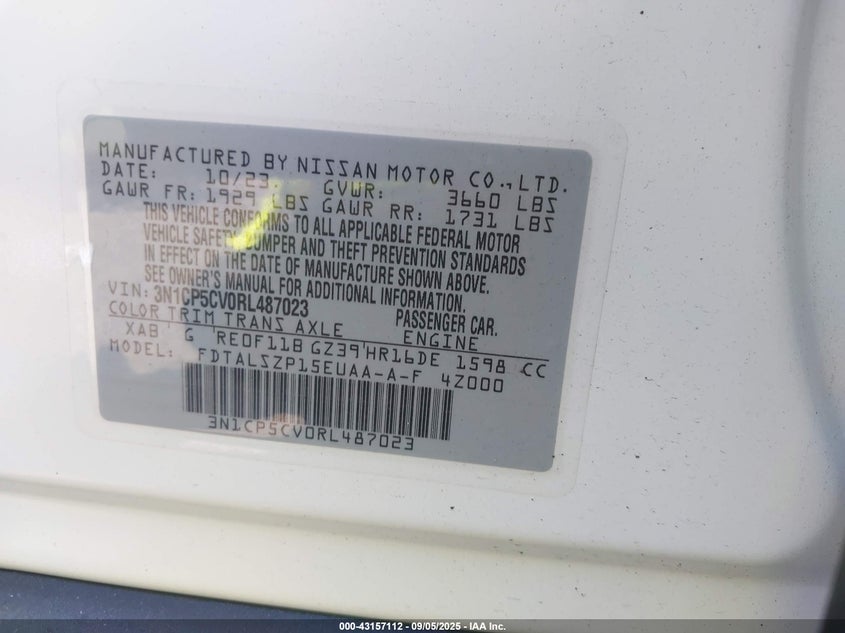 MANUFACTURED BY NISSAN MOTOR CO.,LTD.
DATE: 10/23 GVWR: 3660 LBS
GAWR FR: 1929 LBS GAWR RR: 1731 LBS
THIS VEHICLE CONFORMS TO ALL APPLICABLE FEDERAL MOTOR
VEHICLE SAFETY BUMPER AND THEFT PREVENTION STANDARDS
IN EFFECT ON THE DATE OF MANUFACTURE SHOWN ABOVE.
SEE OWNER'S MANUAL FOR ADDITIONAL INFORMATION.
VIN: 3N1CP5CV0RL487023 PASSENGER CAR.
COLOR TRIM TRANS AXLE ENGINE
XAB G RE0F11B GZ39 HR16DE 1598 CC
MODEL: FDTALSZP15EUAA-A-F 4Z000
3N1CP5CV0RL487023
000-43157112 - 09/05/2025 - IAA Inc.